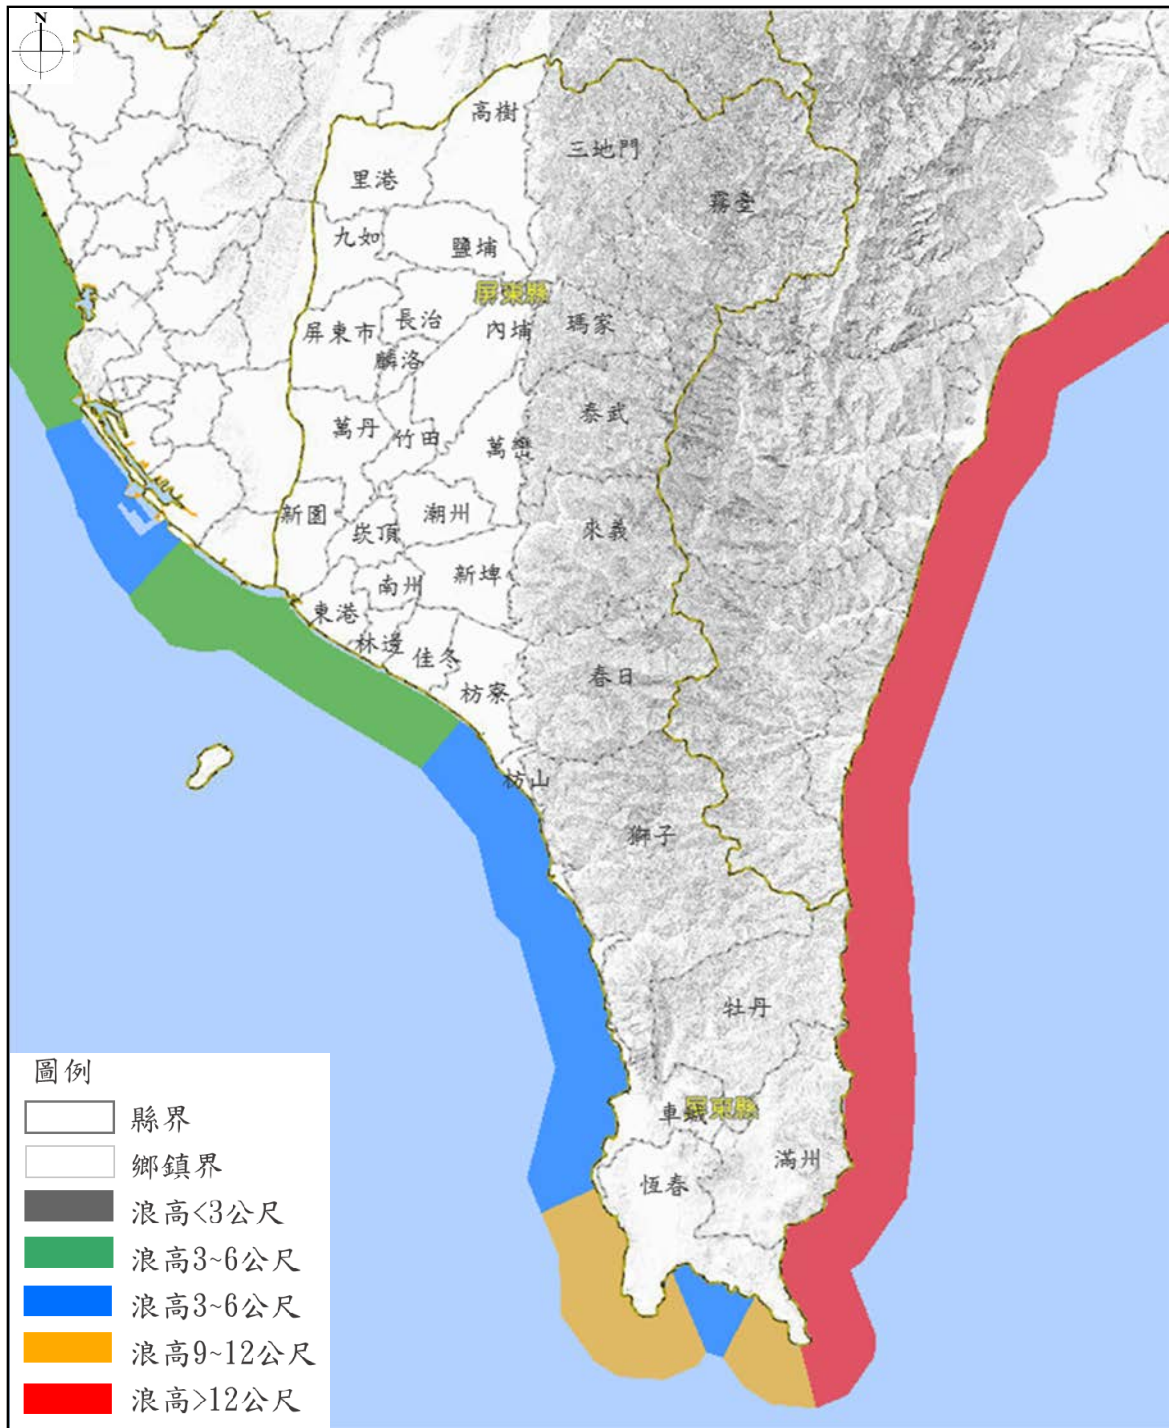 N
高樹
三地門
里港
霧臺
九如
鹽埔
屏東縣
屏東市
長治
內埔
瑪家
麟洛
萬丹
竹田
萬巒
泰武
新園
崁頂
潮州
來義
南州
新埤
東港
林邊
佳冬
枋寮
春日
枋山
獅子
牡丹
車城
屏東縣
滿州
恆春
圖例
縣界
鄉鎮界
浪高<3公尺
浪高3~6公尺
浪高3~6公尺
浪高9~12公尺
浪高>12公尺